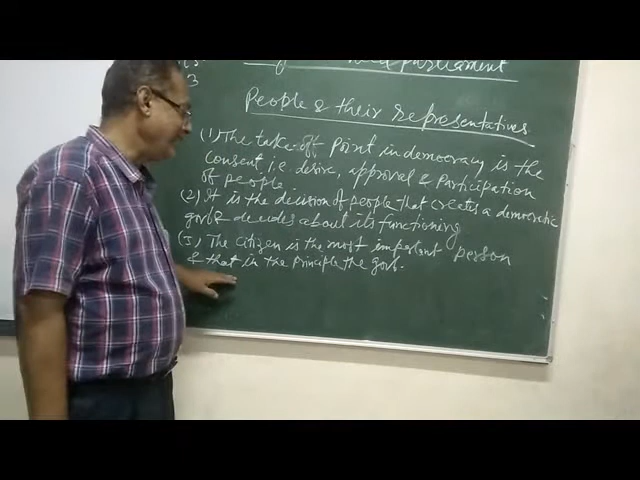 parliament
3
People & their representatives.
(1) The take-off Point in democracy is the
consent i.e. desire, approval & Participation
of People
(2) It is the decision of people that creates a democratic
govt & decides about its functioning
(3) The citizen is the most important person
& that in the Principle the govt.